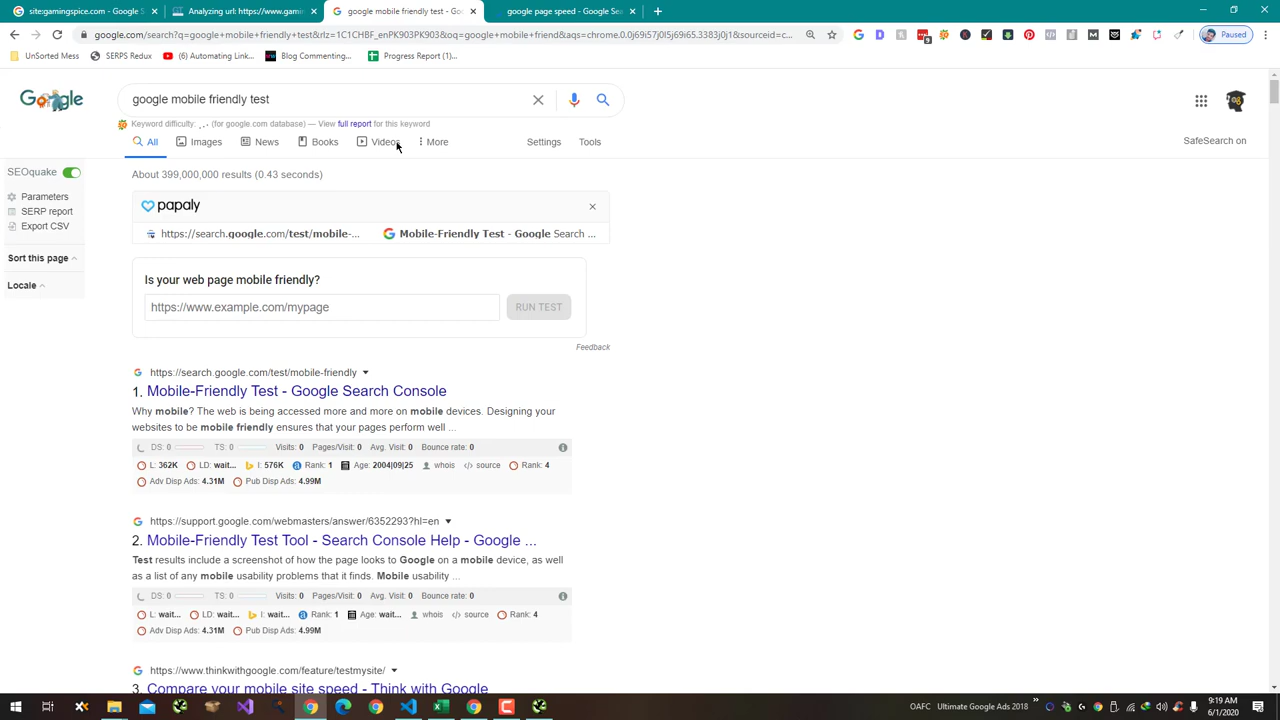 site:gamingspice.com - Google S
Analyzing url: https://www.gamin
google mobile friendly test - Go
google page speed - Google Sea
google.com/search?q=google+mobile+friendly+test&rlz=1C1CHBF_enPK903PK903&oq=google+mobile+friend&aqs=chrome.0.0j69i57j0l5j69i65.3383j0j1&sourceid=c...
Paused
UnSorted Mess
SERPS Redux
(6) Automating Link...
Blog Commenting...
Progress Report (1)...
Google
google mobile friendly test
Keyword difficulty: (for google.com database) — View full report for this keyword
All
Images
News
Books
Videos
More
Settings
Tools
SafeSearch on
SEOquake
Parameters
SERP report
Export CSV
Sort this page
Locale
About 399,000,000 results (0.43 seconds)
papaly
https://search.google.com/test/mobile-...
Mobile-Friendly Test - Google Search ...
Is your web page mobile friendly?
https://www.example.com/mypage
RUN TEST
Feedback
https://search.google.com/test/mobile-friendly
1. Mobile-Friendly Test - Google Search Console
Why mobile? The web is being accessed more and more on mobile devices. Designing your
websites to be mobile friendly ensures that your pages perform well ...
DS: 0 TS: 0 Visits: 0 Pages/Visit: 0 Avg. Visit: 0 Bounce rate: 0
L: 362K LD: wait... I: 576K Rank: 1 Age: 2004|09|25 whois source Rank: 4
Adv Disp Ads: 4.31M Pub Disp Ads: 4.99M
https://support.google.com/webmasters/answer/6352293?hl=en
2. Mobile-Friendly Test Tool - Search Console Help - Google ...
Test results include a screenshot of how the page looks to Google on a mobile device, as well
as a list of any mobile usability problems that it finds. Mobile usability ...
DS: 0 TS: 0 Visits: 0 Pages/Visit: 0 Avg. Visit: 0 Bounce rate: 0
L: wait... LD: wait... I: wait... Rank: 1 Age: wait... whois source Rank: 4
Adv Disp Ads: 4.31M Pub Disp Ads: 4.99M
https://www.thinkwithgoogle.com/feature/testmysite/
3. Compare your mobile site speed - Think with Google
OAFC Ultimate Google Ads 2018
9:19 AM
6/1/2020